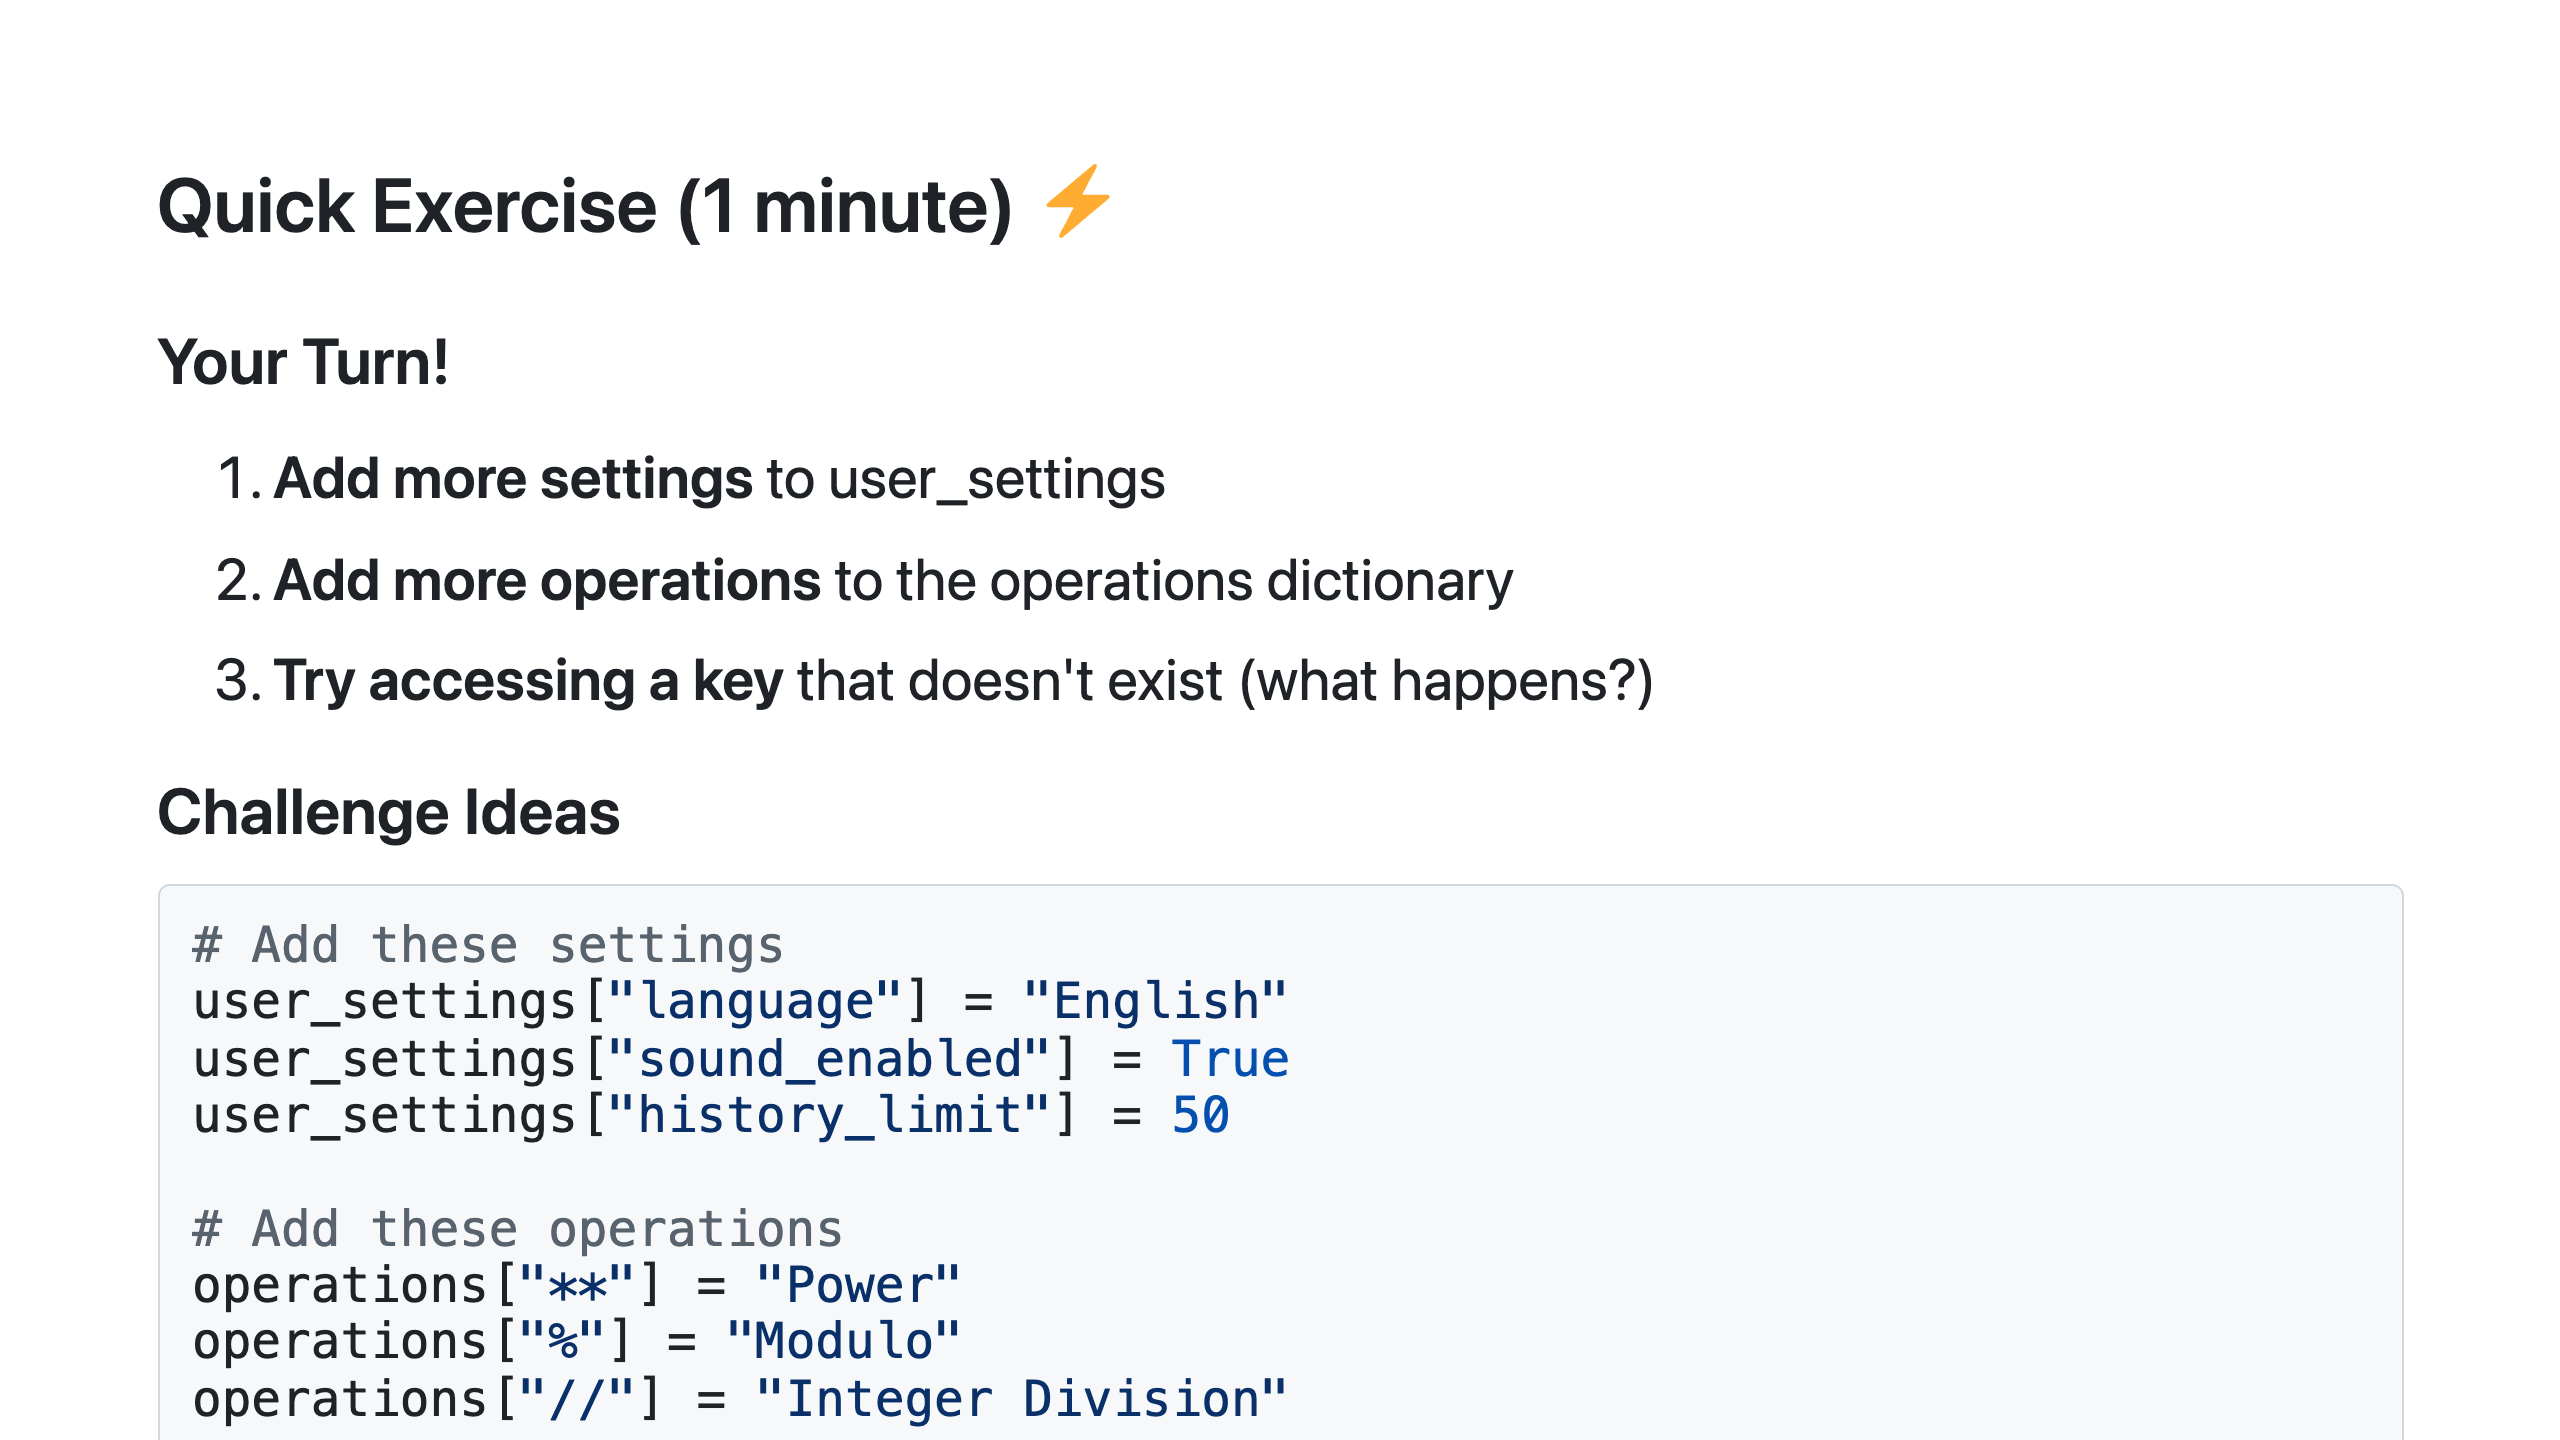 Quick Exercise (1 minute) ⚡
Your Turn!
1. Add more settings to user_settings
2. Add more operations to the operations dictionary
3. Try accessing a key that doesn't exist (what happens?)
Challenge Ideas
# Add these settings
user_settings["language"] = "English"
user_settings["sound_enabled"] = True
user_settings["history_limit"] = 50
# Add these operations
operations["**"] = "Power"
operations["%"] = "Modulo"
operations["//"] = "Integer Division"